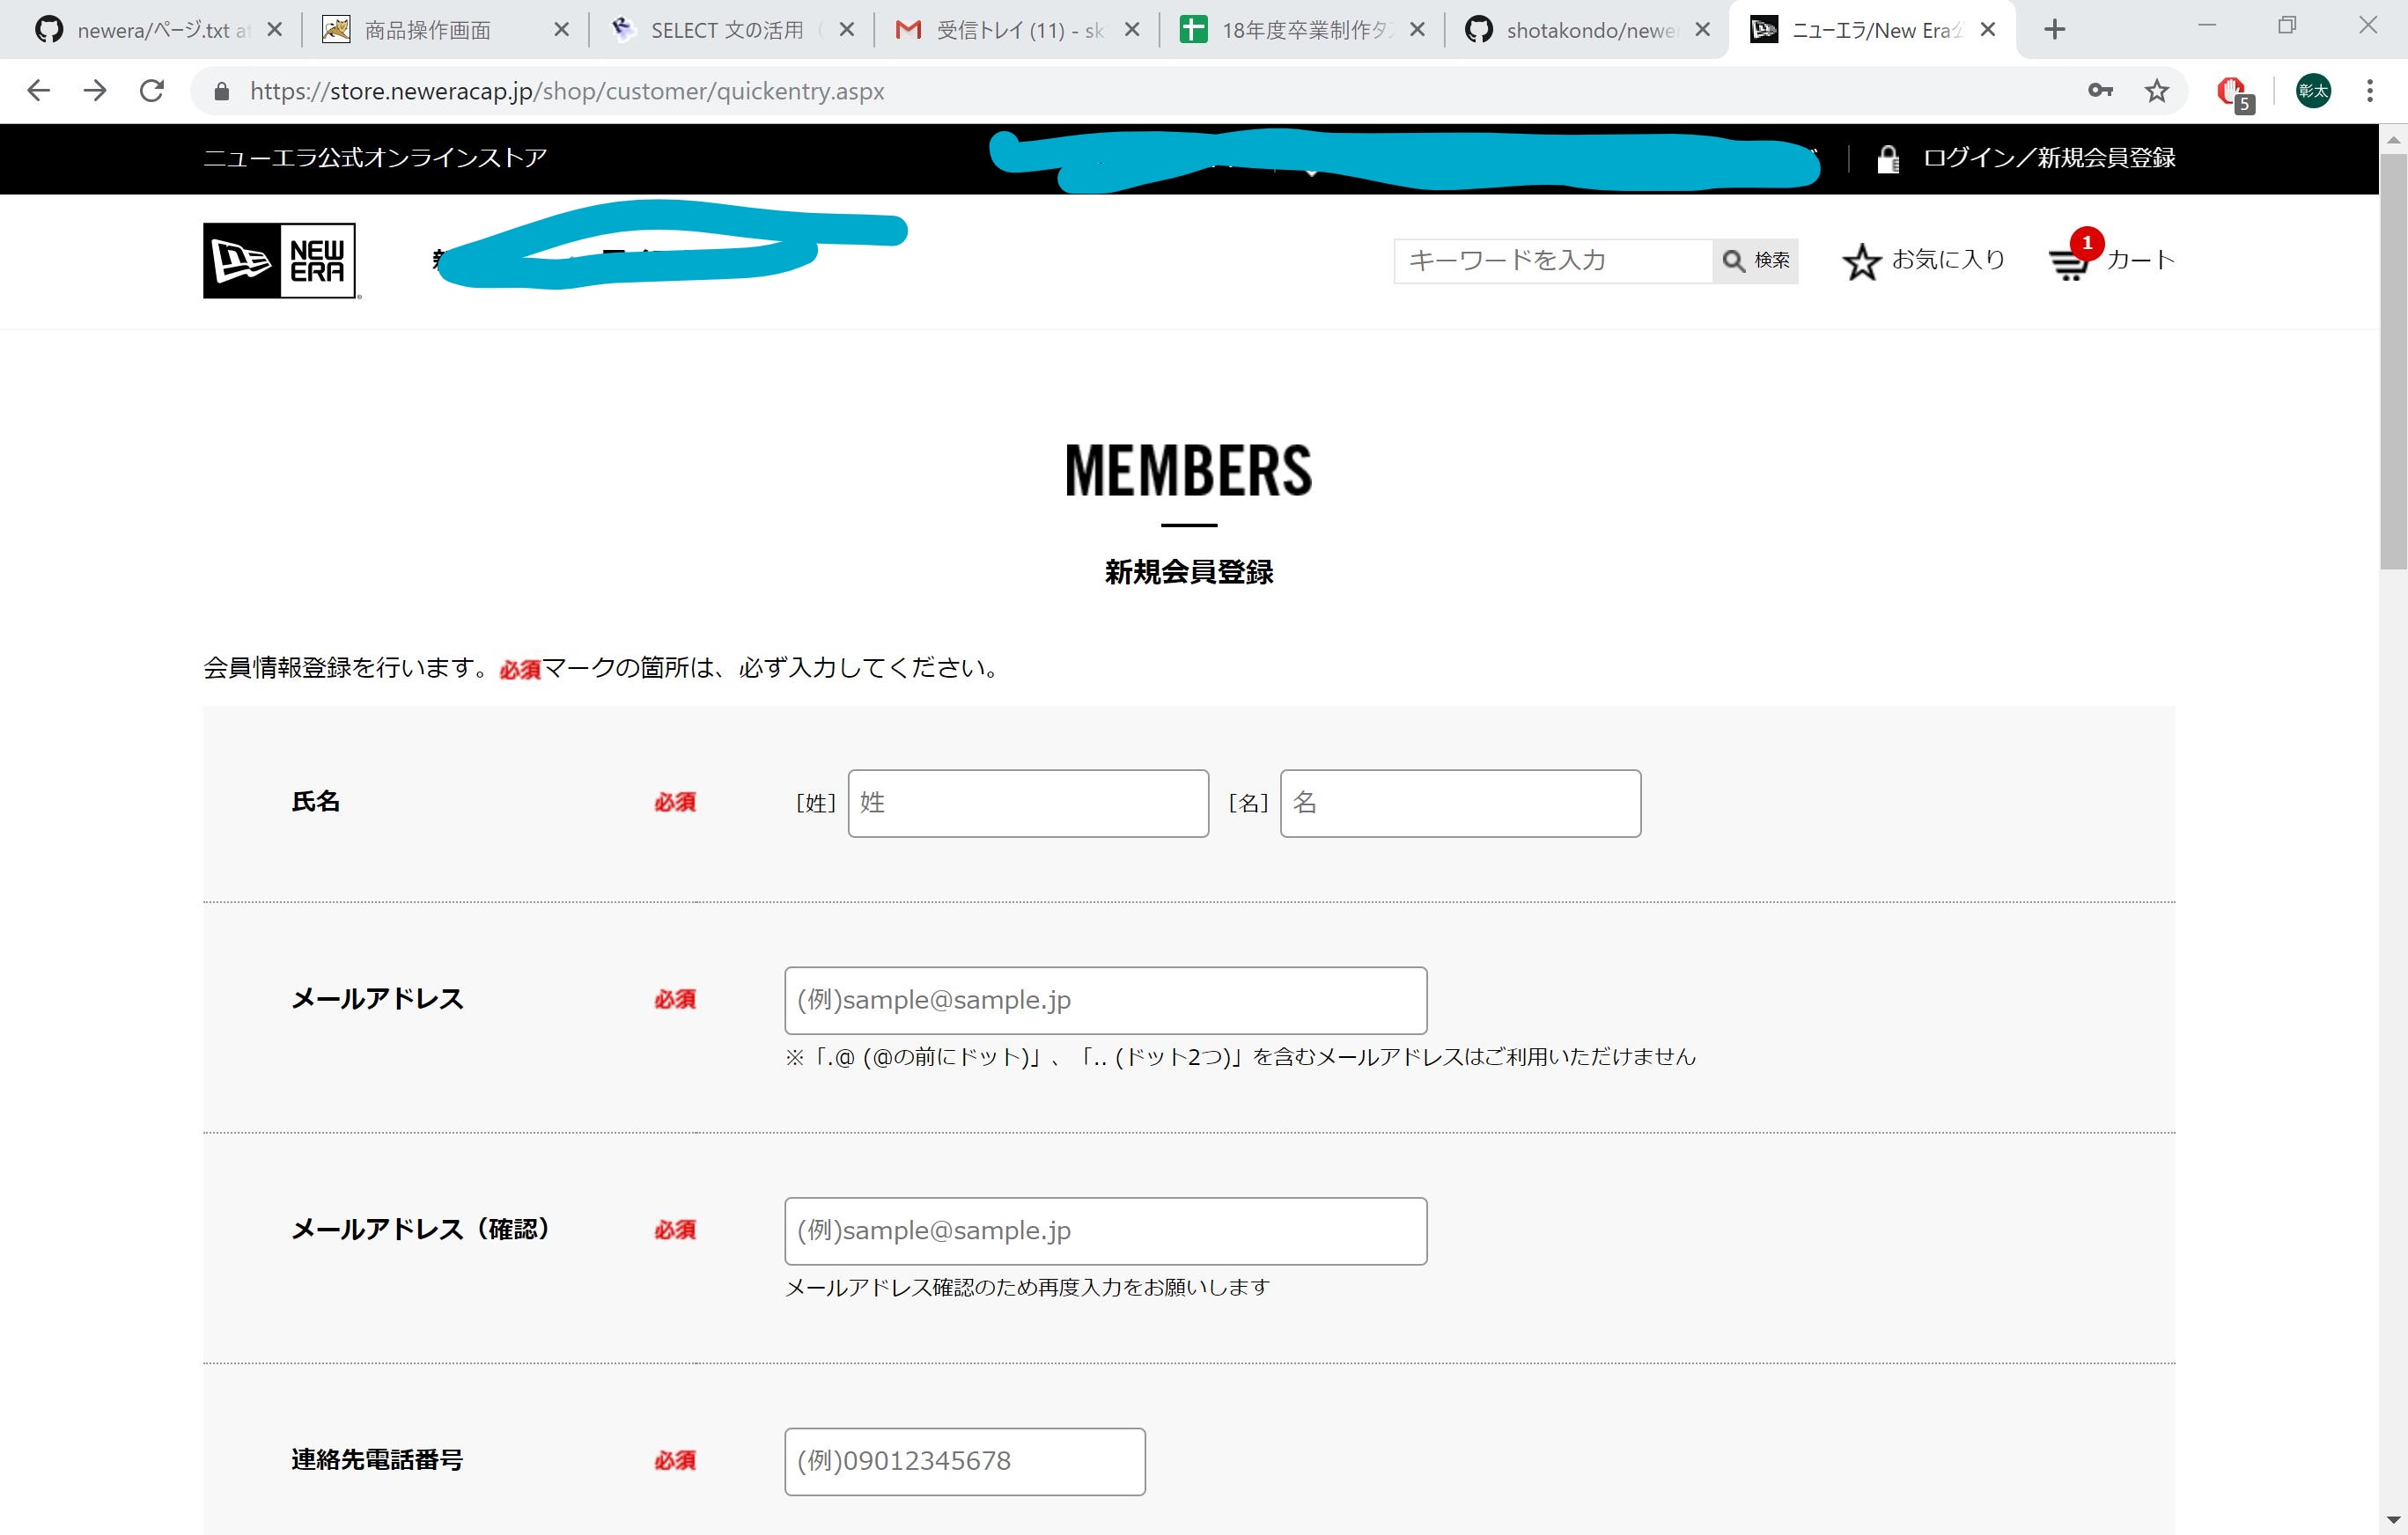 newera/ページ.txt a
商品操作画面
SELECT 文の活用
受信トレイ (11) - sk
18年度卒業制作タス
shotakondo/newe
ニューエラ/New Era公
https://store.neweracap.jp/shop/customer/quickentry.aspx
5
彰太
ニューエラ公式オンラインストア
ログイン／新規会員登録
NEW ERA
キーワードを入力
検索
お気に入り
1
カート
MEMBERS
新規会員登録
会員情報登録を行います。必須マークの箇所は、必ず入力してください。
氏名 必須 [姓] 姓 [名] 名
メールアドレス 必須 (例)sample@sample.jp
※「.@ (@の前にドット)」、「.. (ドット2つ)」を含むメールアドレスはご利用いただけません
メールアドレス（確認） 必須 (例)sample@sample.jp
メールアドレス確認のため再度入力をお願いします
連絡先電話番号 必須 (例)09012345678